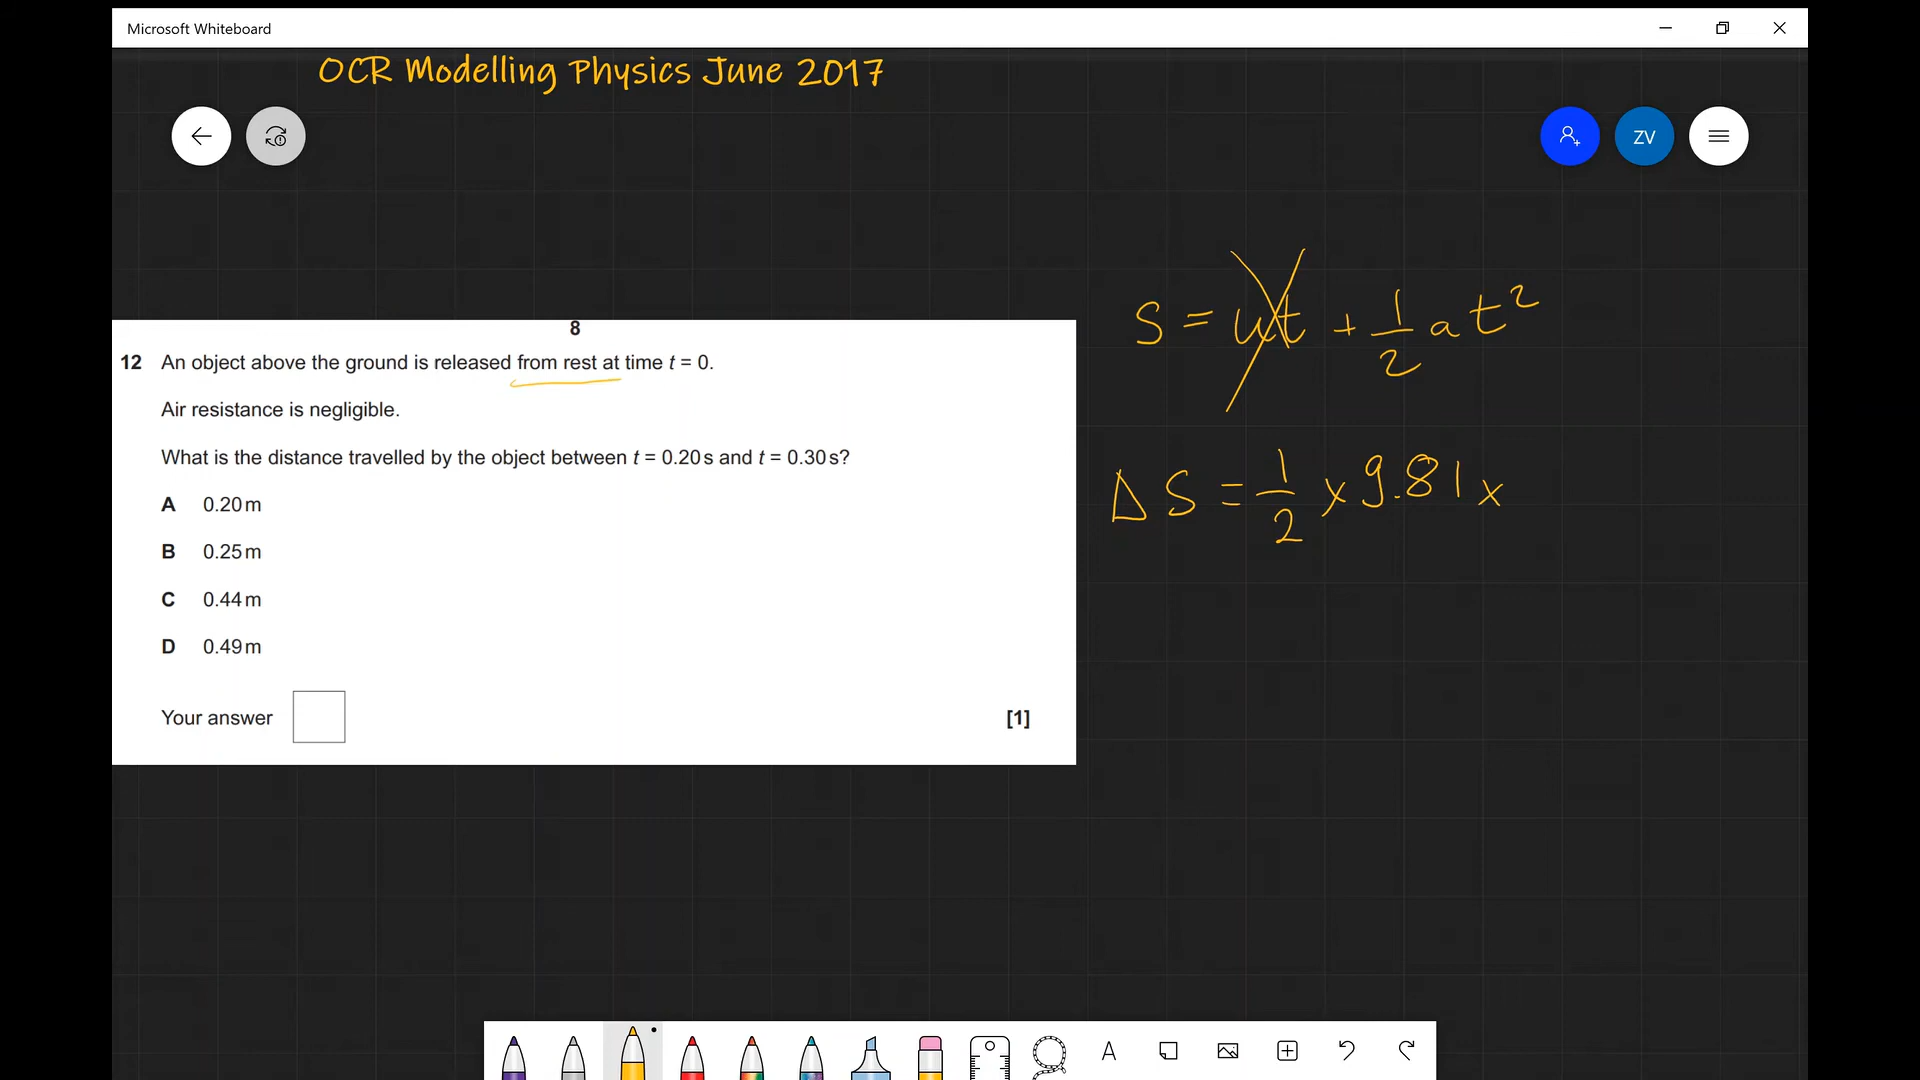 Microsoft Whiteboard
OCR Modelling Physics June 2017
ZV
8
12 An object above the ground is released from rest at time t = 0.
Air resistance is negligible.
What is the distance travelled by the object between t = 0.20 s and t = 0.30 s?
A 0.20 m
B 0.25 m
C 0.44 m
D 0.49 m
Your answer
[1]
S = ut + 1/2 a t²
Δ S = 1/2 x 9.81 x
A